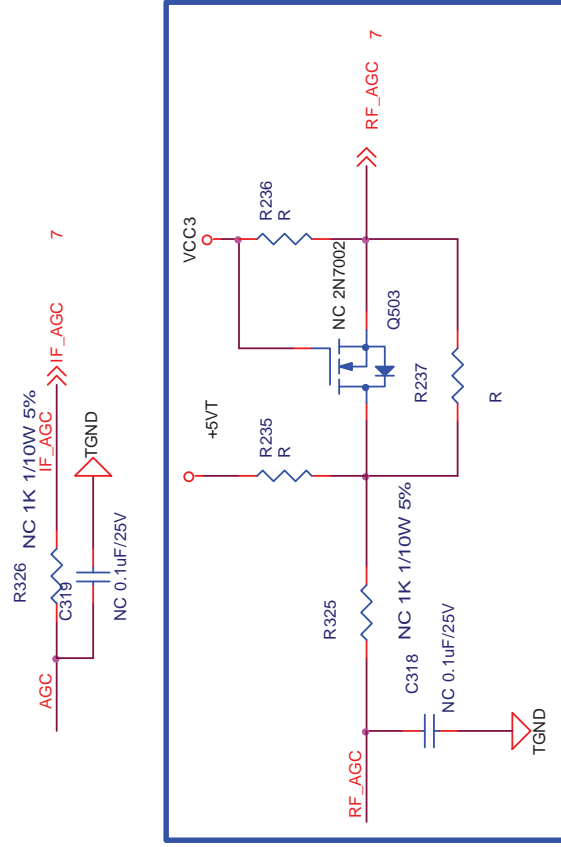 AGC
R326
NC 1K 1/10W 5%
IF_AGC
IF_AGC
7
C319
NC 0.1uF/25V
TGND
VCC3
R236
R
RF_AGC
7
NC 2N7002
Q503
+5VT
R235
R
R237
R
R325
NC 1K 1/10W 5%
C318
NC 0.1uF/25V
RF_AGC
TGND